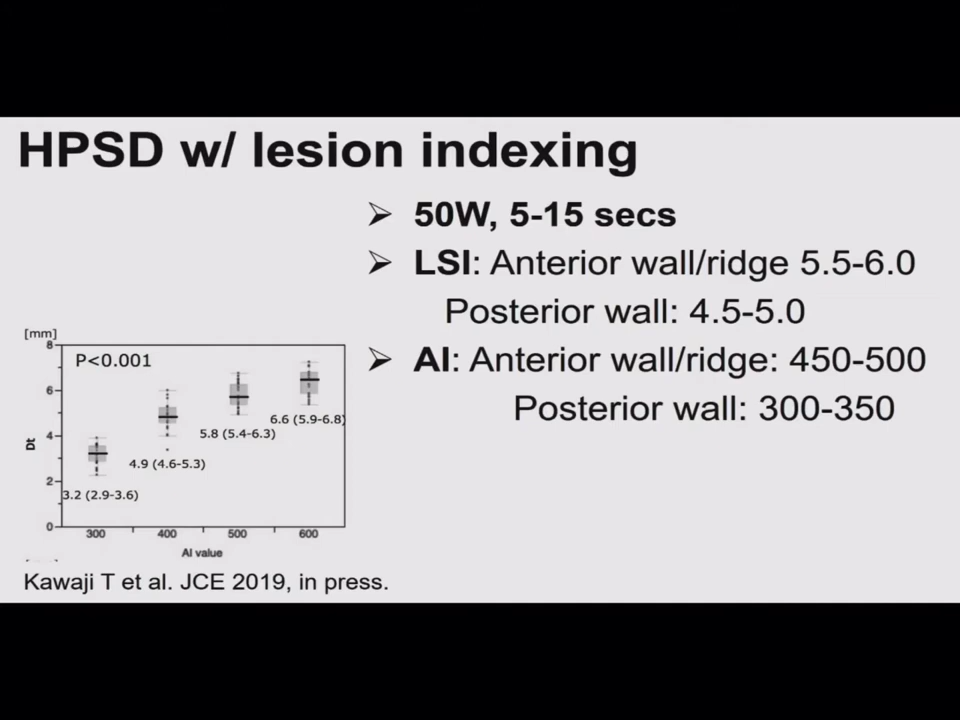 HPSD w/ lesion indexing
➢ 50W, 5-15 secs
➢ LSI: Anterior wall/ridge 5.5-6.0
Posterior wall: 4.5-5.0
➢ AI: Anterior wall/ridge: 450-500
Posterior wall: 300-350
[mm]
P<0.001
8
6
4
2
0
Dt
3.2 (2.9-3.6)
4.9 (4.6-5.3)
5.8 (5.4-6.3)
6.6 (5.9-6.8)
300 400 500 600
AI value
Kawaji T et al. JCE 2019, in press.